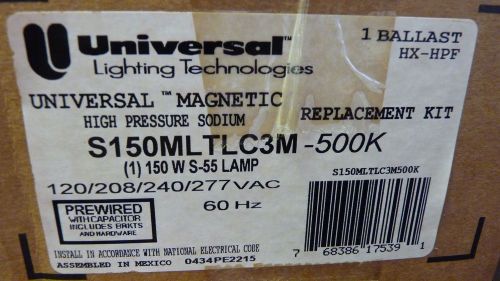 Universal™
Lighting Technologies
1 BALLAST
HX-HPF
UNIVERSAL™ MAGNETIC
HIGH PRESSURE SODIUM
REPLACEMENT KIT
S150MLTLC3M-500K
(1) 150 W S-55 LAMP
120/208/240/277 VAC
60 Hz
S150MLTLC3M500K
PREWIRED
WITH CAPACITOR
INCLUDES BRKTS
AND HARDWARE
INSTALL IN ACCORDANCE WITH NATIONAL ELECTRICAL CODE
ASSEMBLED IN MEXICO 0434PE2215
7 68386 17539 1